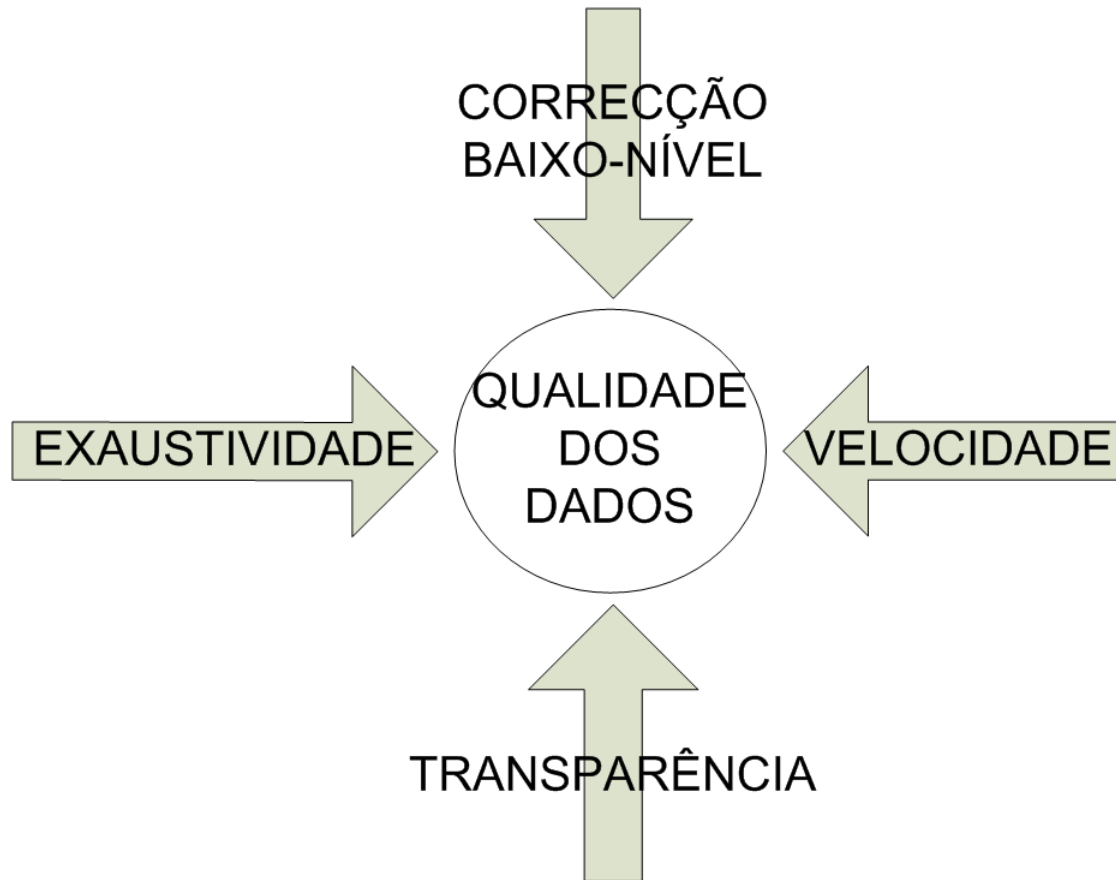 CORRECÇÃO
BAIXO-NÍVEL
QUALIDADE
DOS
DADOS
EXAUSTIVIDADE
VELOCIDADE
TRANSPARÊNCIA